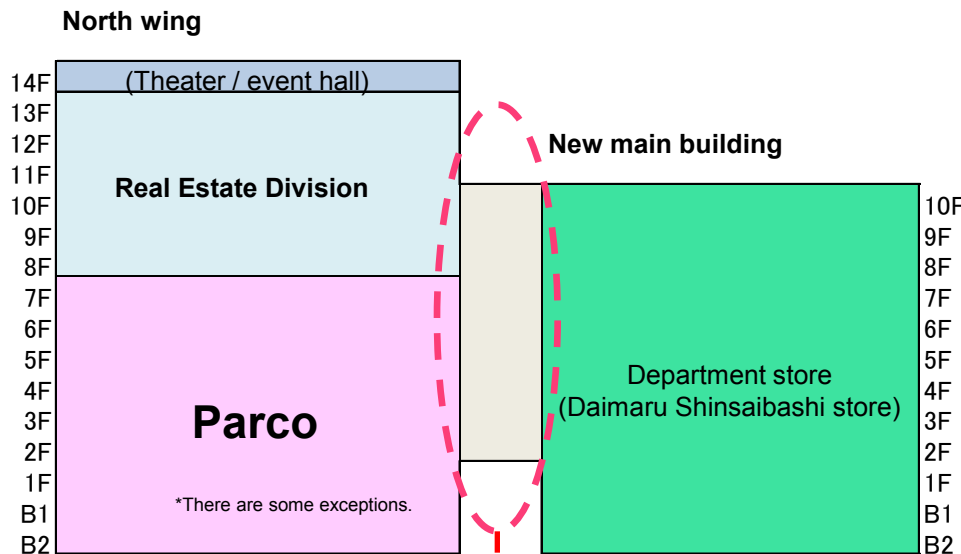 North wing
14F
13F
12F
11F
10F
9F
8F
7F
6F
5F
4F
3F
2F
1F
B1
B2
(Theater / event hall)
Real Estate Division
Parco
*There are some exceptions.
New main building
Department store
(Daimaru Shinsaibashi store)
10F
9F
8F
7F
6F
5F
4F
3F
2F
1F
B1
B2